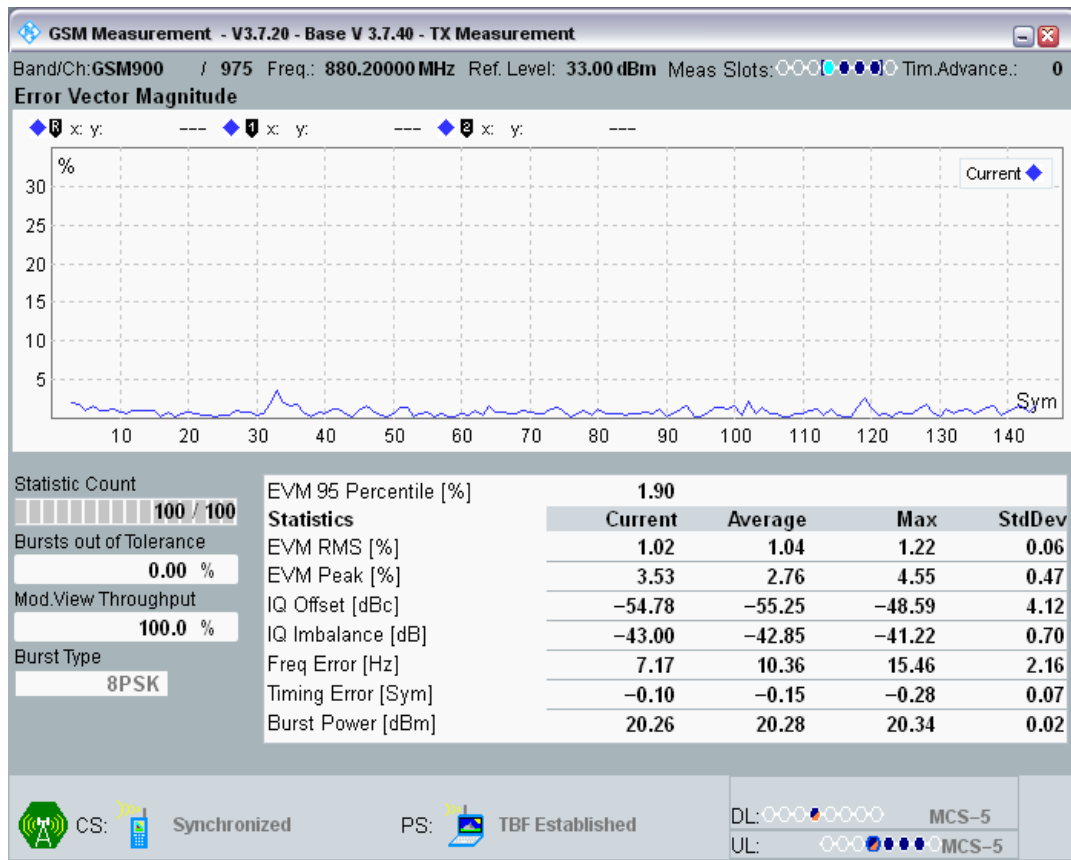 GSM Measurement - V3.7.20 - Base V 3.7.40 - TX Measurement
Band/Ch:GSM900 / 975 Freq.: 880.20000 MHz Ref. Level: 33.00 dBm Meas Slots: Tim.Advance.: 0
Error Vector Magnitude
R x: y: --- 1 x: y: --- 2 x: y: ---
%
Current
30
25
20
15
10
5
Sym
10 20 30 40 50 60 70 80 90 100 110 120 130 140
Statistic Count
100 / 100
Bursts out of Tolerance
0.00 %
Mod.View Throughput
100.0 %
Burst Type
8PSK
EVM 95 Percentile [%] 1.90
Statistics Current Average Max StdDev
EVM RMS [%] 1.02 1.04 1.22 0.06
EVM Peak [%] 3.53 2.76 4.55 0.47
IQ Offset [dBc] −54.78 −55.25 −48.59 4.12
IQ Imbalance [dB] −43.00 −42.85 −41.22 0.70
Freq Error [Hz] 7.17 10.36 15.46 2.16
Timing Error [Sym] −0.10 −0.15 −0.28 0.07
Burst Power [dBm] 20.26 20.28 20.34 0.02
CS: Synchronized PS: TBF Established
DL: MCS−5
UL: MCS−5